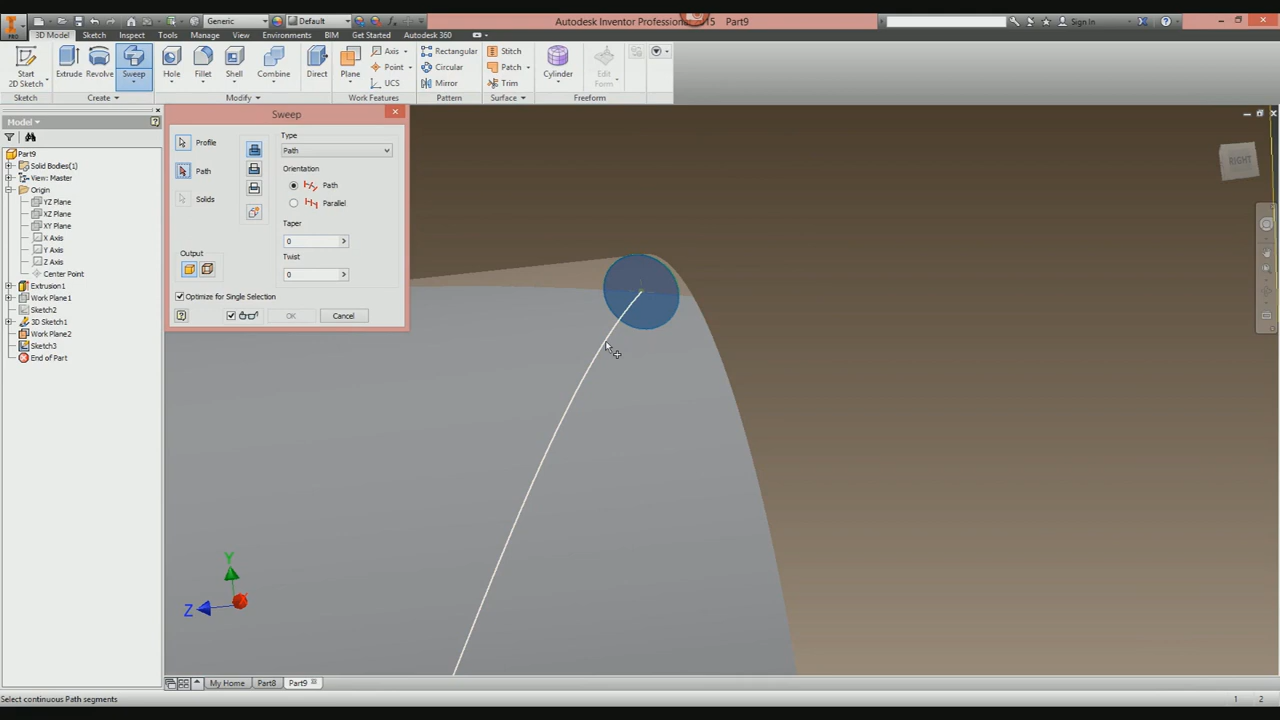 PRO
Generic
Default
Autodesk Inventor Professional
15 Part9
Sign In
3D Model Sketch Inspect Tools Manage View Environments BIM Get Started Autodesk 360
Start
2D Sketch
Extrude
Revolve
Sweep
Hole
Fillet
Shell
Combine
Direct
Plane
Axis
Point
UCS
Rectangular
Circular
Mirror
Stitch
Patch
Trim
Cylinder
Edit
Form
Sketch
Create
Modify
Work Features
Pattern
Surface
Freeform
Model
Part9
Solid Bodies(1)
View: Master
Origin
YZ Plane
XZ Plane
XY Plane
X Axis
Y Axis
Z Axis
Center Point
Extrusion1
Work Plane1
Sketch2
3D Sketch1
Work Plane2
Sketch3
End of Part
Sweep
Profile
Path
Solids
Output
Type
Path
Orientation
Path
Parallel
Taper
0
Twist
0
Optimize for Single Selection
OK
Cancel
RIGHT
Y
Z
My Home Part8 Part9
Select continuous Path segments
1 2